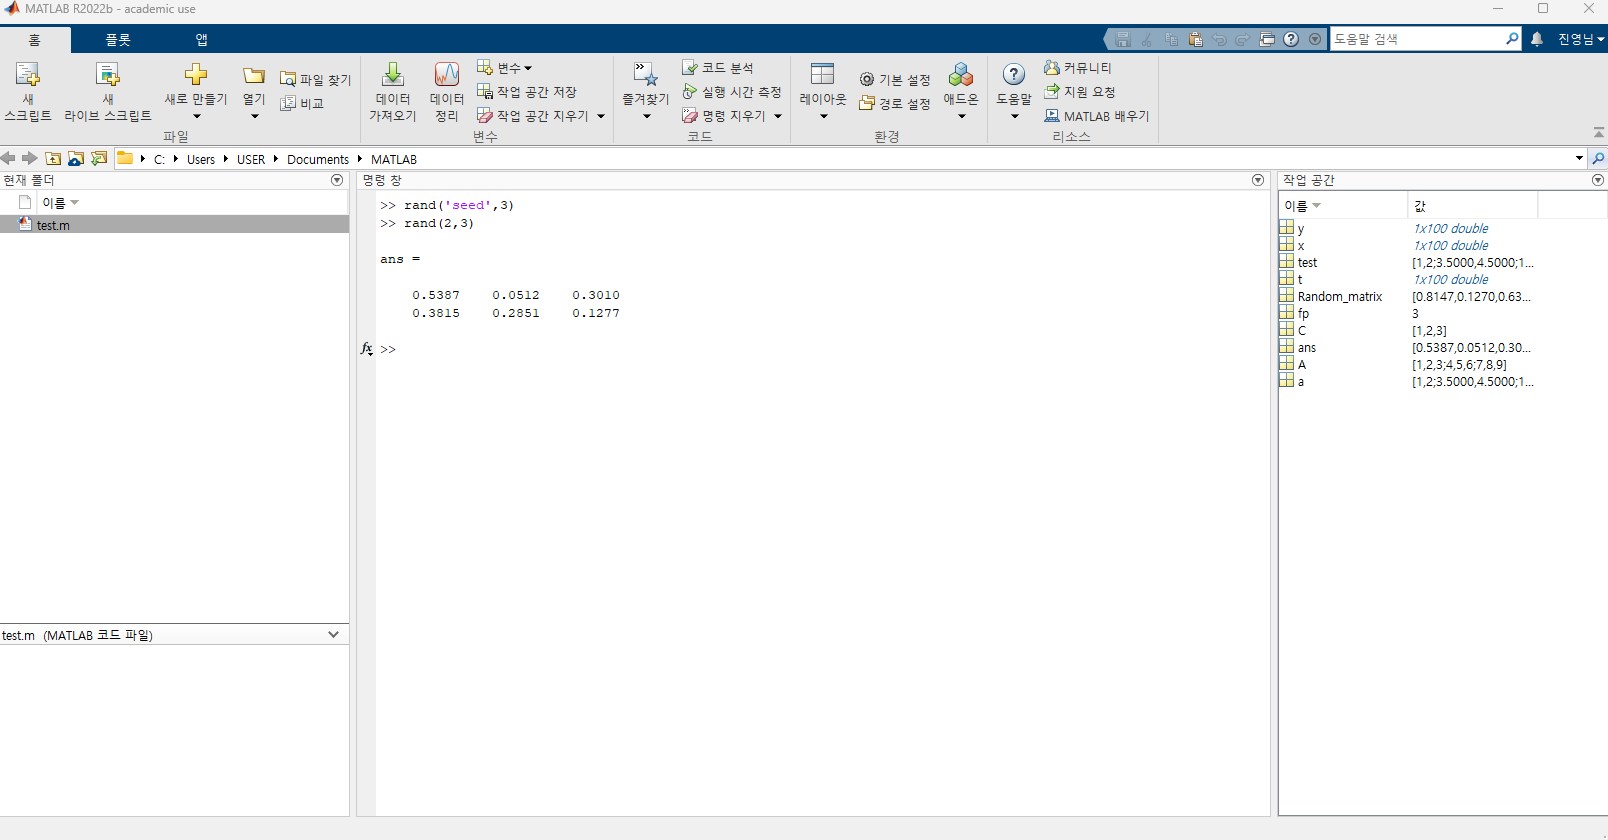 MATLAB R2022b - academic use
홈 플롯 앱 도움말 검색 진영님
새 스크립트
새 라이브 스크립트
새로 만들기
열기
파일 찾기
비교
파일
데이터 가져오기
데이터 정리
변수
작업 공간 저장
작업 공간 지우기
변수
즐겨찾기
코드 분석
실행 시간 측정
명령 지우기
코드
레이아웃
기본 설정
경로 설정
애드온
환경
도움말
커뮤니티
지원 요청
MATLAB 배우기
리소스
C: Users USER Documents MATLAB
현재 폴더
이름
test.m
test.m (MATLAB 코드 파일)
명령 창
>> rand('seed',3)
>> rand(2,3)
ans =
0.5387 0.0512 0.3010
0.3815 0.2851 0.1277
fx >>
작업 공간
이름 값
y 1x100 double
x 1x100 double
test [1,2;3.5000,4.5000;1...
t 1x100 double
Random_matrix [0.8147,0.1270,0.63...
fp 3
C [1,2,3]
ans [0.5387,0.0512,0.30...
A [1,2,3;4,5,6;7,8,9]
a [1,2;3.5000,4.5000;1...